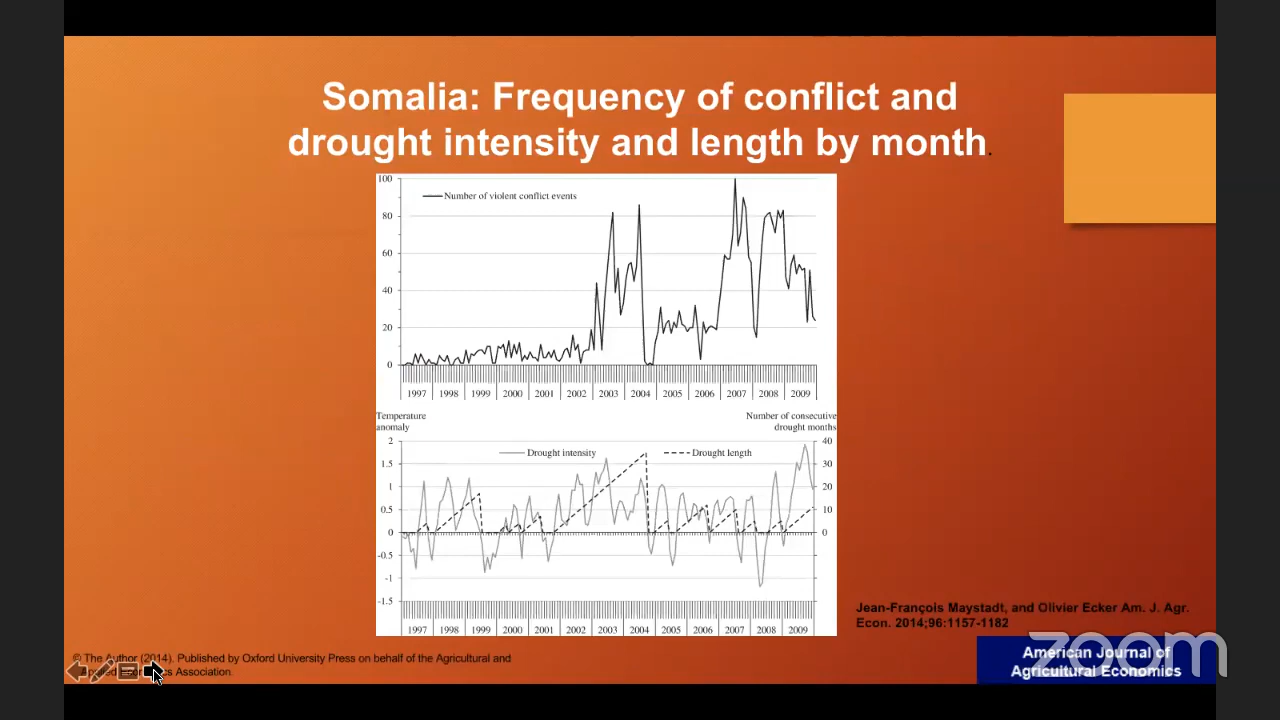 Somalia: Frequency of conflict and
drought intensity and length by month.
Number of violent conflict events
100
80
60
40
20
0
1997 1998 1999 2000 2001 2002 2003 2004 2005 2006 2007 2008 2009
Temperature
anomaly
Number of consecutive
drought months
Drought intensity
Drought length
2
1.5
1
0.5
0
-0.5
-1
-1.5
40
30
20
10
0
1997 1998 1999 2000 2001 2002 2003 2004 2005 2006 2007 2008 2009
Jean-François Maystadt, and Olivier Ecker Am. J. Agr.
Econ. 2014;96:1157-1182
© The Author (2014). Published by Oxford University Press on behalf of the Agricultural and
Association.
American Journal of
Agricultural Economics
zoom